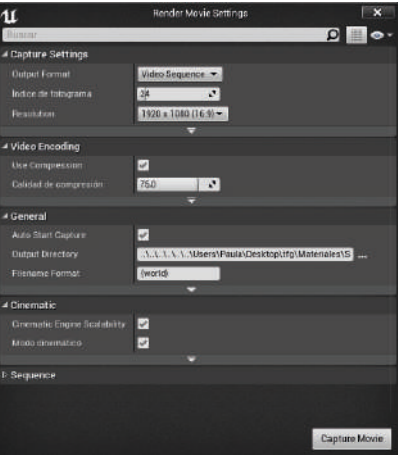 Render Movie Settings
Buscar
Capture Settings
Output Format Video Sequence
Índice de fotograma 24
Resolution 1920 x 1080 (16:9)
Video Encoding
Use Compression
Calidad de compresión 75.0
General
Auto Start Capture
Output Directory ..\..\..\..\..\Users\Paula\Desktop\tfg\Materiales\S ...
Filename Format {world}
Cinematic
Cinematic Engine Scalability
Modo cinemático
Sequence
Capture Movie